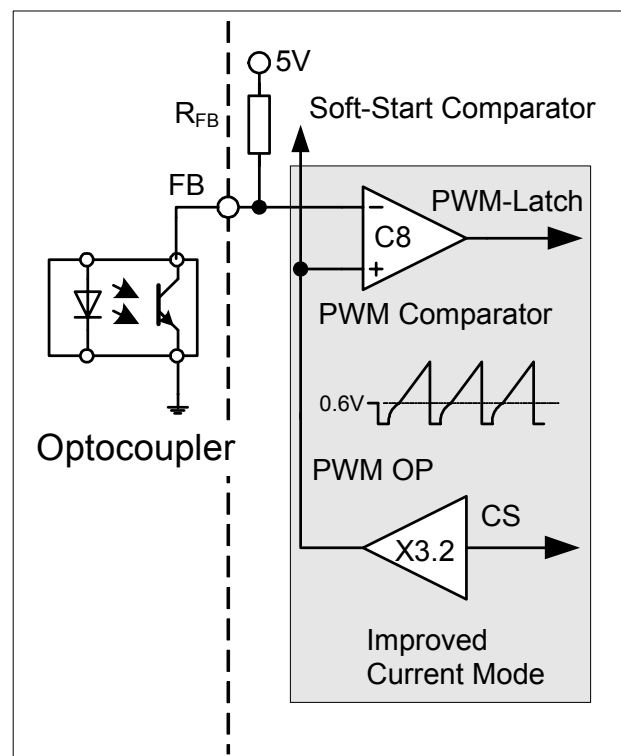 5V
R_FB
Soft-Start Comparator
FB
PWM-Latch
−
C8
+
PWM Comparator
0.6V
Optocoupler
PWM OP
CS
X3.2
Improved
Current Mode